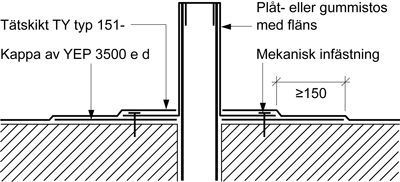 Tätskikt TY typ 151-
Kappa av YEP 3500 e d
Plåt- eller gummistos
med fläns
Mekanisk infästning
≥150